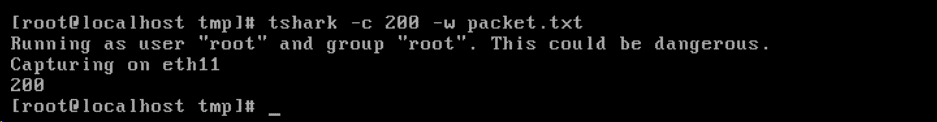 [root@localhost tmp]# tshark -c 200 -w packet.txt
Running as user "root" and group "root". This could be dangerous.
Capturing on eth11
200
[root@localhost tmp]# _